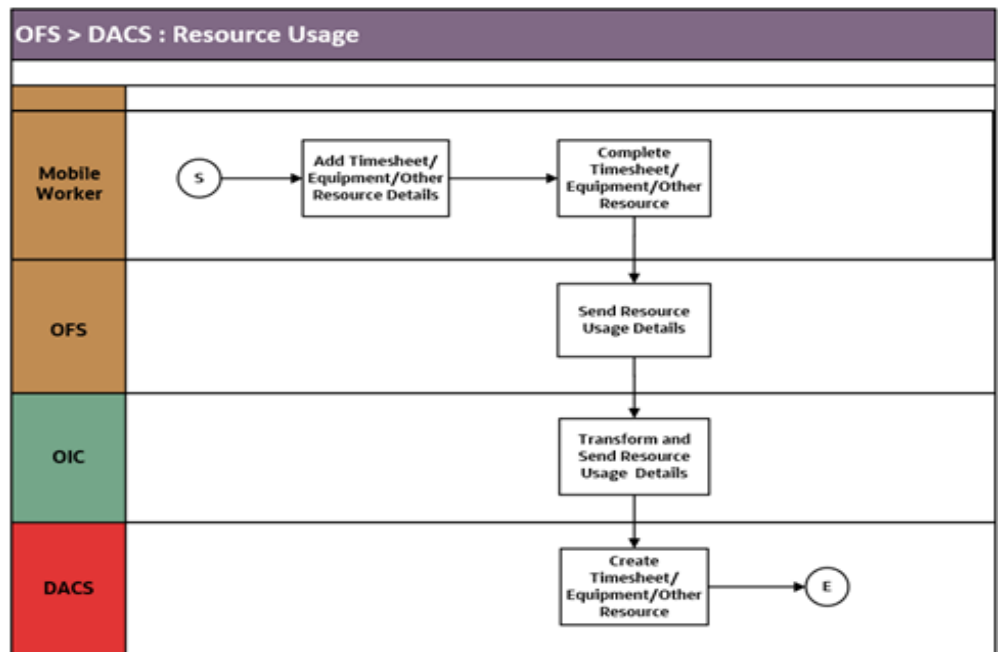 OFS > DACS : Resource Usage
Mobile
Worker
S
Add Timesheet/
Equipment/Other
Resource Details
Complete
Timesheet/
Equipment/Other
Resource
OFS
Send Resource
Usage Details
OIC
Transform and
Send Resource
Usage Details
DACS
Create
Timesheet/
Equipment/Other
Resource
E